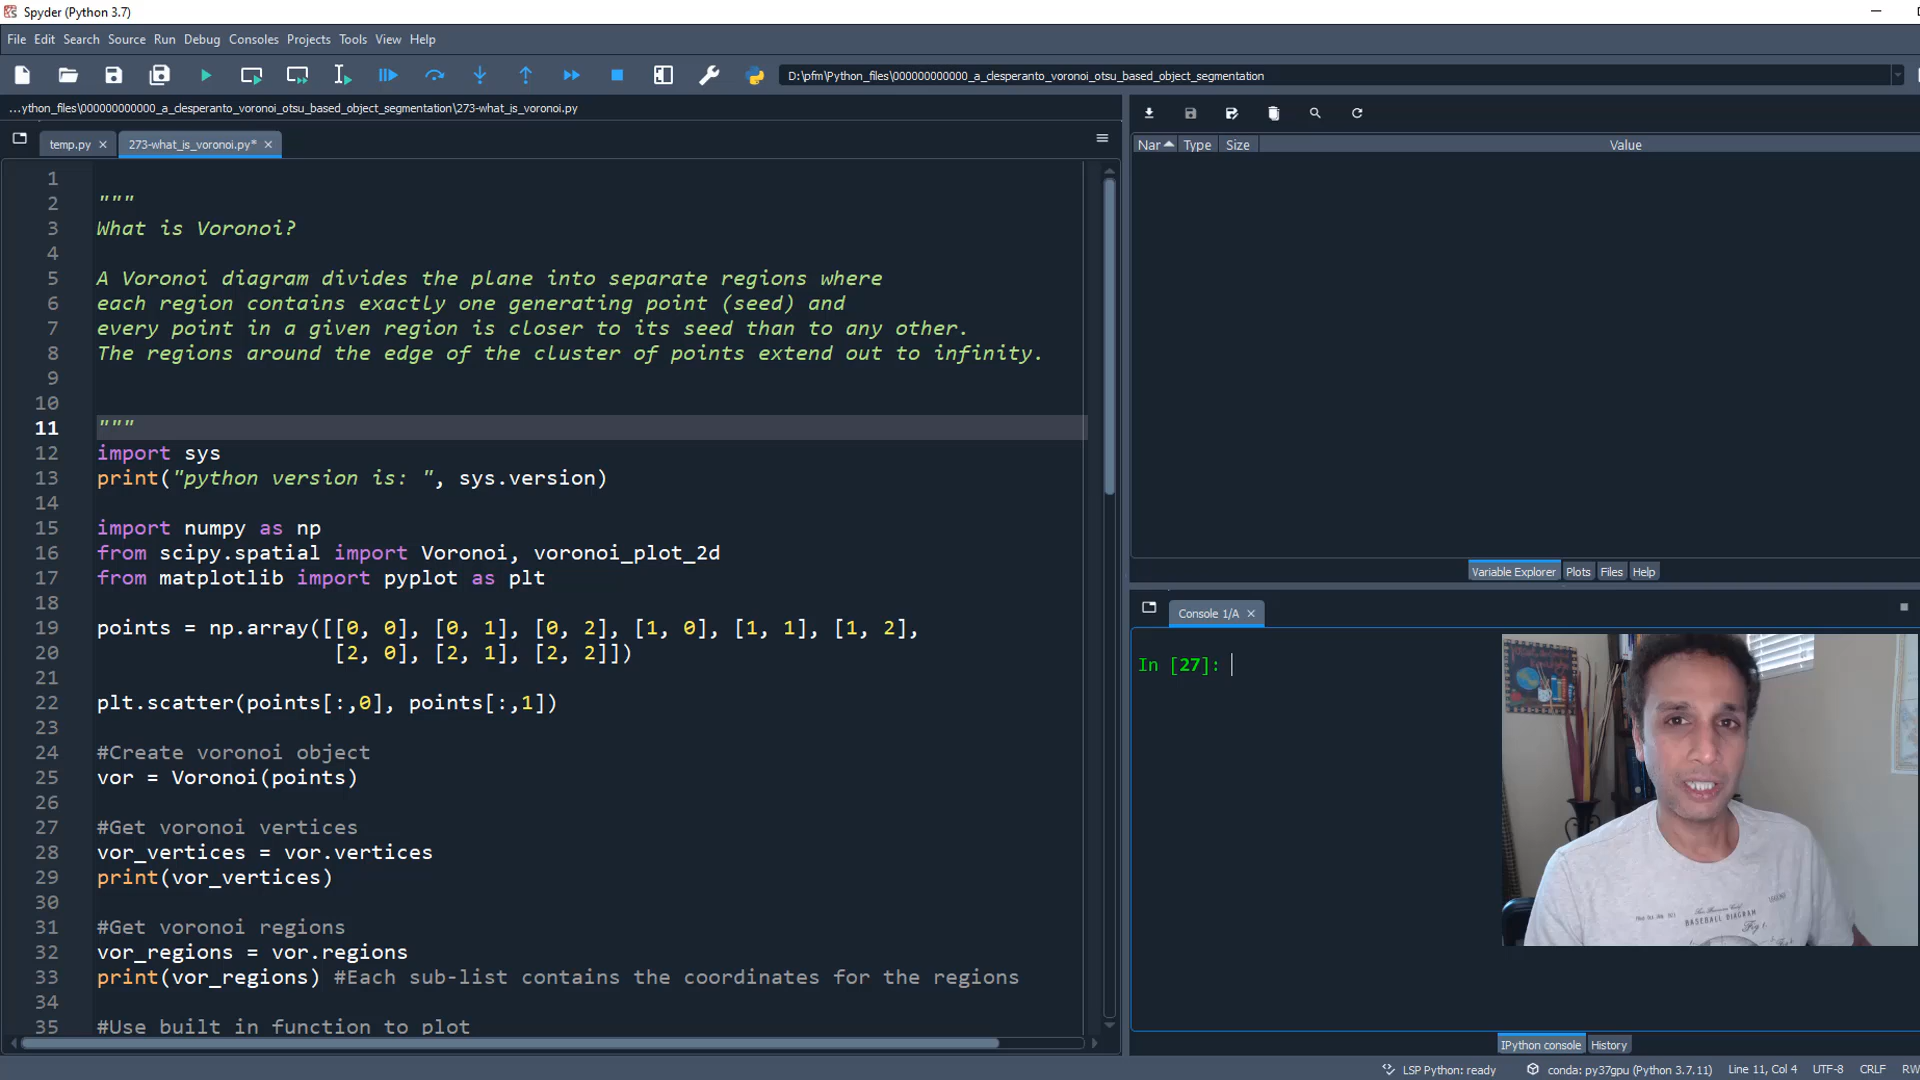 Spyder (Python 3.7)
File Edit Search Source Run Debug Consoles Projects Tools View Help
D:\pfm\Python_files\000000000000_a_clesperanto_voronoi_otsu_based_object_segmentation
...ython_files\000000000000_a_clesperanto_voronoi_otsu_based_object_segmentation\273-what_is_voronoi.py
temp.py
273-what_is_voronoi.py*
1
2 """
3 What is Voronoi?
4
5 A Voronoi diagram divides the plane into separate regions where
6 each region contains exactly one generating point (seed) and
7 every point in a given region is closer to its seed than to any other.
8 The regions around the edge of the cluster of points extend out to infinity.
9
10
11 """
12 import sys
13 print("python version is: ", sys.version)
14
15 import numpy as np
16 from scipy.spatial import Voronoi, voronoi_plot_2d
17 from matplotlib import pyplot as plt
18
19 points = np.array([[0, 0], [0, 1], [0, 2], [1, 0], [1, 1], [1, 2],
20 [2, 0], [2, 1], [2, 2]])
21
22 plt.scatter(points[:,0], points[:,1])
23
24 #Create voronoi object
25 vor = Voronoi(points)
26
27 #Get voronoi vertices
28 vor_vertices = vor.vertices
29 print(vor_vertices)
30
31 #Get voronoi regions
32 vor_regions = vor.regions
33 print(vor_regions) #Each sub-list contains the coordinates for the regions
34
35 #Use built in function to plot
Nar Type Size Value
Variable Explorer Plots Files Help
Console 1/A
In [27]:
BASEBALL DIAGRAM
IPython console History
LSP Python: ready conda: py37gpu (Python 3.7.11) Line 11, Col 4 UTF-8 CRLF RW